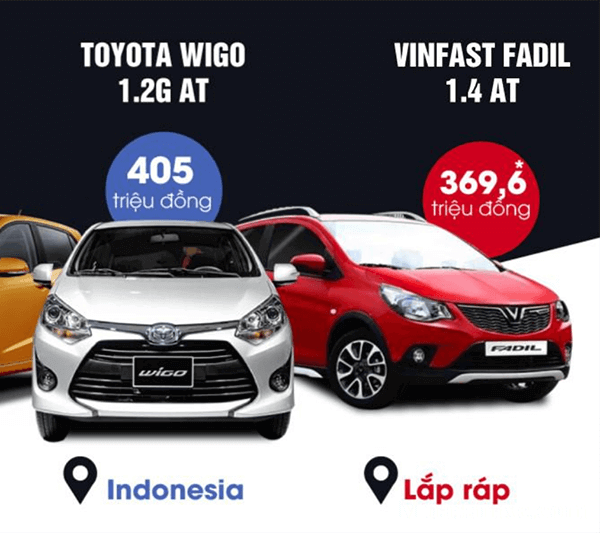 TOYOTA WIGO
1.2G AT
VINFAST FADIL
1.4 AT
405
triệu đồng
369,6*
triệu đồng
WIGO
FADIL
Indonesia
Lắp ráp